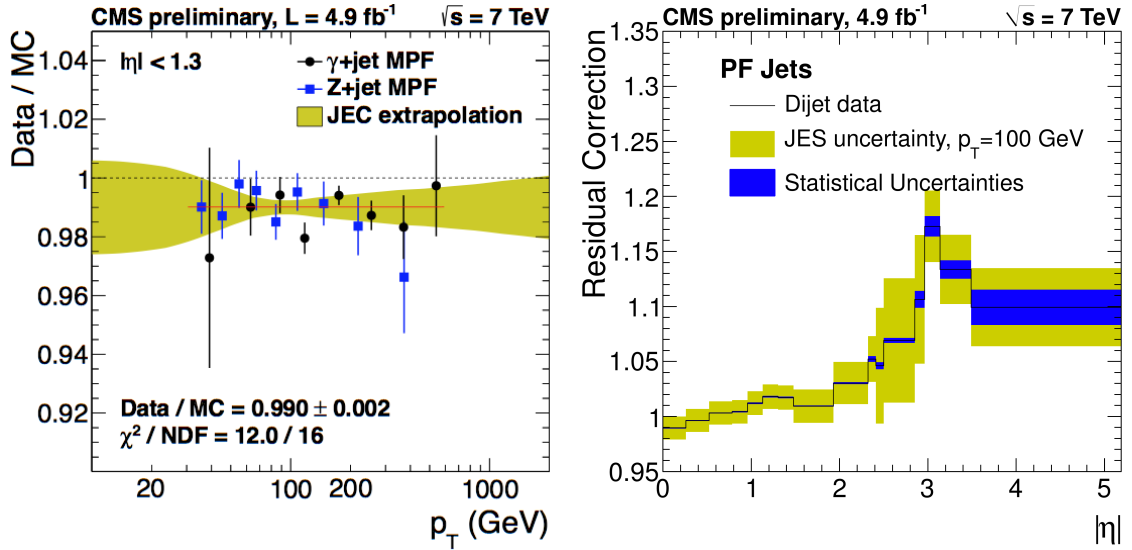 CMS preliminary, L = 4.9 fb⁻¹ √s = 7 TeV
Data / MC
1.04
1.02
1
0.98
0.96
0.94
0.92
|η| < 1.3
γ+jet MPF
Z+jet MPF
JEC extrapolation
Data / MC = 0.990 ± 0.002
χ² / NDF = 12.0 / 16
20 100 200 1000
p_T (GeV)
CMS preliminary, 4.9 fb⁻¹ √s = 7 TeV
Residual Correction
1.35
1.3
1.25
1.2
1.15
1.1
1.05
1
0.95
PF Jets
Dijet data
JES uncertainty, p_T=100 GeV
Statistical Uncertainties
0 1 2 3 4 5
|η|